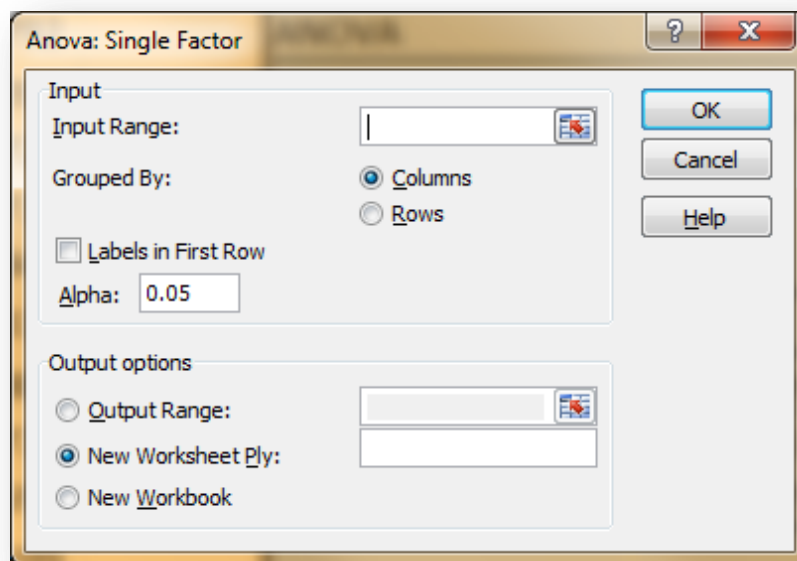 Anova: Single Factor
ANOVA
Input
Input Range:
OK
Cancel
Help
Grouped By:
Columns
Rows
Labels in First Row
Alpha: 0.05
Output options
Output Range:
New Worksheet Ply:
New Workbook